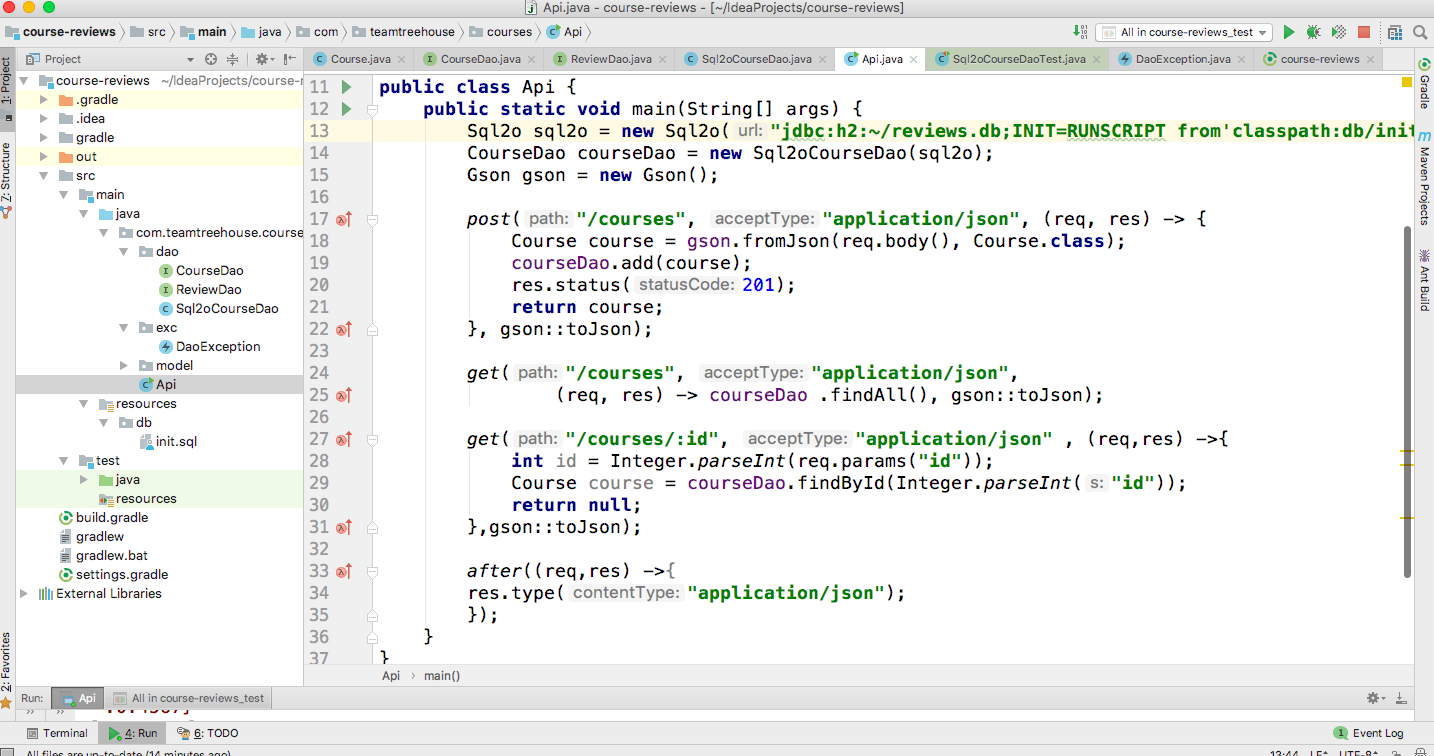 Api.java - course-reviews - [~/IdeaProjects/course-reviews]
course-reviews src main java com teamtreehouse courses Api
All in course-reviews_test
Project
Course.java CourseDao.java ReviewDao.java Sql2oCourseDao.java Api.java Sql2oCourseDaoTest.java DaoException.java course-reviews
1: Project
Z: Structure
2: Favorites
course-reviews ~/IdeaProjects/course-r
.gradle
.idea
gradle
out
src
main
java
com.teamtreehouse.course
dao
CourseDao
ReviewDao
Sql2oCourseDao
exc
DaoException
model
Api
resources
db
init.sql
test
java
resources
build.gradle
gradlew
gradlew.bat
settings.gradle
External Libraries
11 public class Api {
12 public static void main(String[] args) {
13 Sql2o sql2o = new Sql2o( url: "jdbc:h2:~/reviews.db;INIT=RUNSCRIPT from'classpath:db/init
14 CourseDao courseDao = new Sql2oCourseDao(sql2o);
15 Gson gson = new Gson();
16
17 post( path: "/courses", acceptType: "application/json", (req, res) -> {
18 Course course = gson.fromJson(req.body(), Course.class);
19 courseDao.add(course);
20 res.status( statusCode: 201);
21 return course;
22 }, gson::toJson);
23
24 get( path: "/courses", acceptType: "application/json",
25 (req, res) -> courseDao .findAll(), gson::toJson);
26
27 get( path: "/courses/:id", acceptType: "application/json" , (req,res) ->{
28 int id = Integer.parseInt(req.params("id"));
29 Course course = courseDao.findById(Integer.parseInt( s: "id"));
30 return null;
31 },gson::toJson);
32
33 after((req,res) ->{
34 res.type( contentType: "application/json");
35 });
36 }
37 }
Api › main()
Gradle
m Maven Projects
Ant Build
Run: Api All in course-reviews_test
Terminal 4: Run 6: TODO 1 Event Log
All files are up-to-date (14 minutes ago) 13:44 LF UTF-8